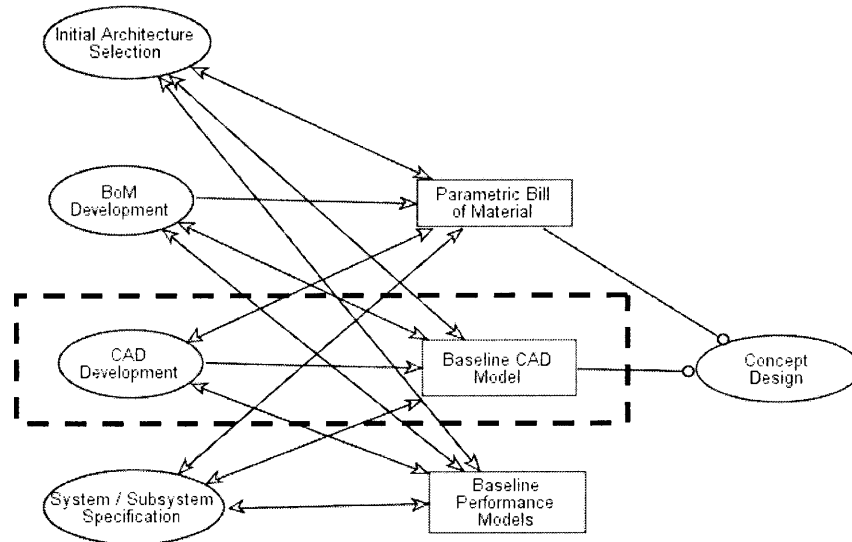 Initial Architecture
Selection
BoM
Development
Parametric Bill
of Material
CAD
Development
Baseline CAD
Model
Concept
Design
System / Subsystem
Specification
Baseline
Performance
Models